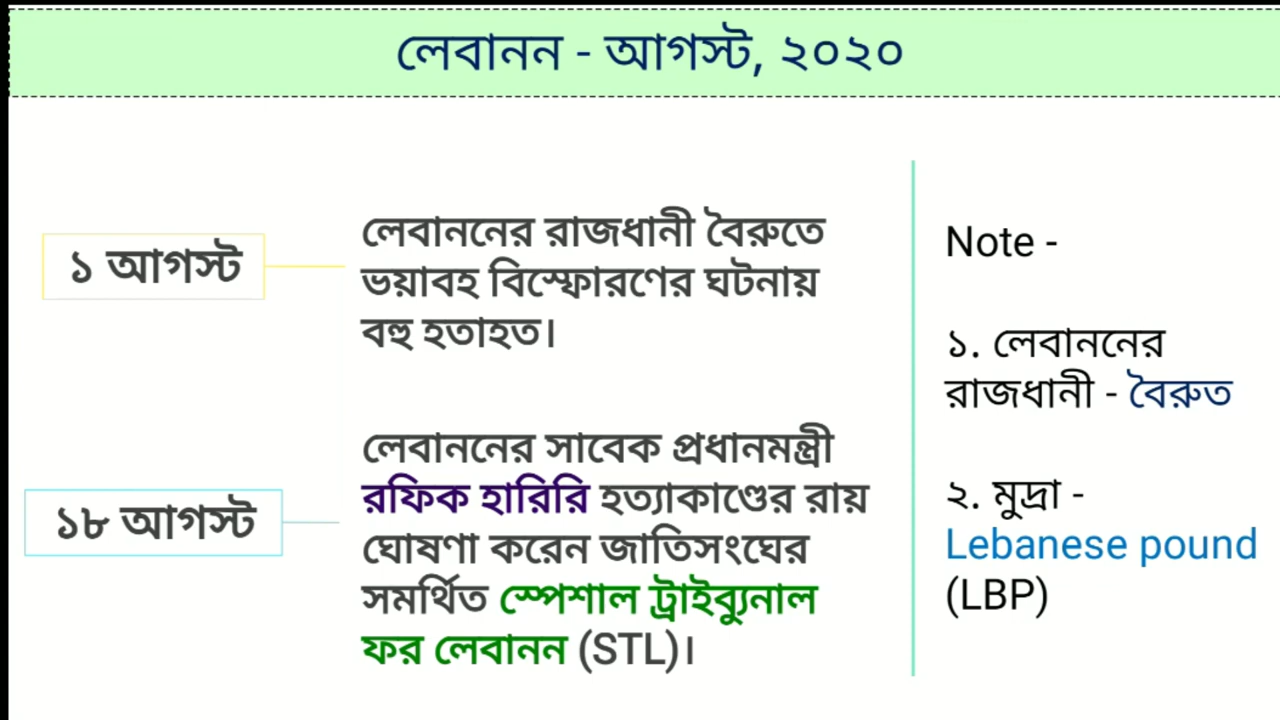 লেবানন - আগস্ট, ২০২০
১ আগস্ট
লেবাননের রাজধানী বৈরুতে
ভয়াবহ বিস্ফোরণের ঘটনায়
বহু হতাহত।
১৮ আগস্ট
লেবাননের সাবেক প্রধানমন্ত্রী
রফিক হারিরি হত্যাকাণ্ডের রায়
ঘোষণা করেন জাতিসংঘের
সমর্থিত স্পেশাল ট্রাইব্যুনাল
ফর লেবানন (STL)।
Note -
১. লেবাননের
রাজধানী - বৈরুত
২. মুদ্রা -
Lebanese pound
(LBP)